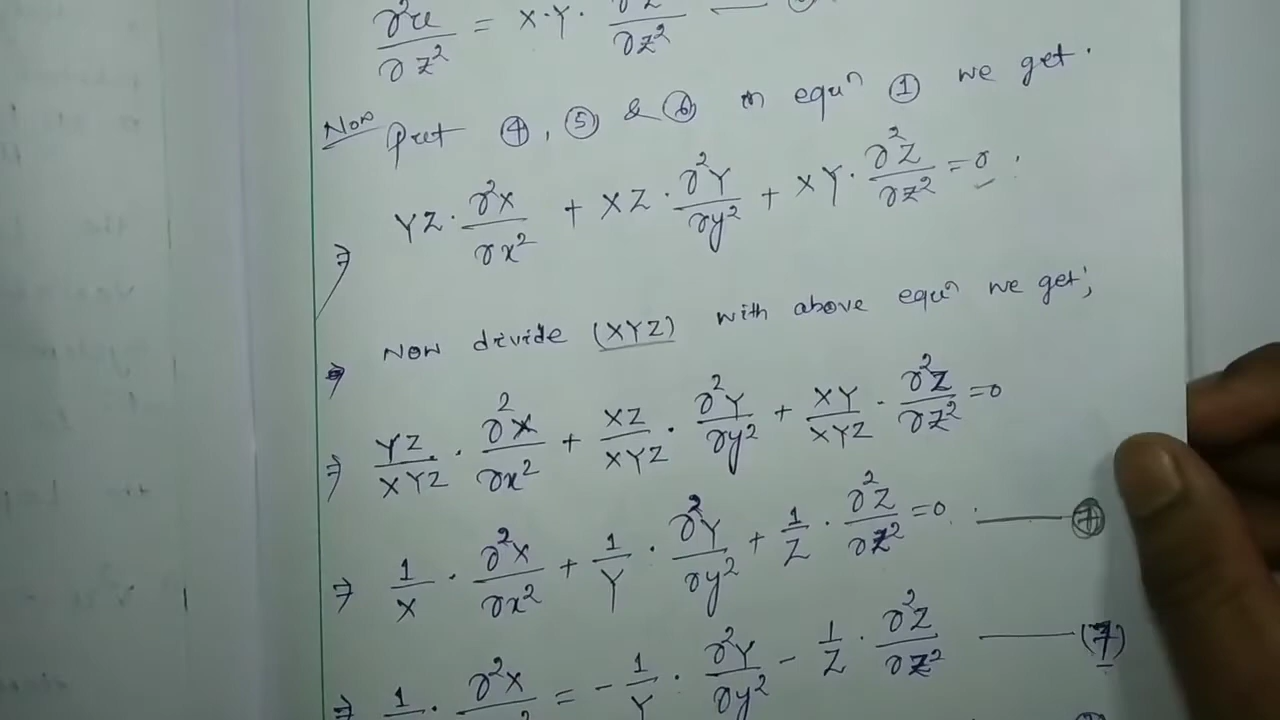 ∂²u/∂z² = X·Y· ∂²Z/∂z²
Now Put ④, ⑤ & ⑥ in equⁿ ① we get.
⇒ YZ · ∂²X/∂x² + XZ · ∂²Y/∂y² + XY · ∂²Z/∂z² = 0
⇒ Now divide (XYZ) with above equⁿ we get;
⇒ YZ/XYZ · ∂²X/∂x² + XZ/XYZ · ∂²Y/∂y² + XY/XYZ · ∂²Z/∂z² = 0
⇒ 1/X · ∂²X/∂x² + 1/Y · ∂²Y/∂y² + 1/Z · ∂²Z/∂z² = 0 —
⇒ 1/ · ∂²X/ ² = - 1/Y · ∂²Y/∂y² - 1/Z · ∂²Z/∂z² — (7)